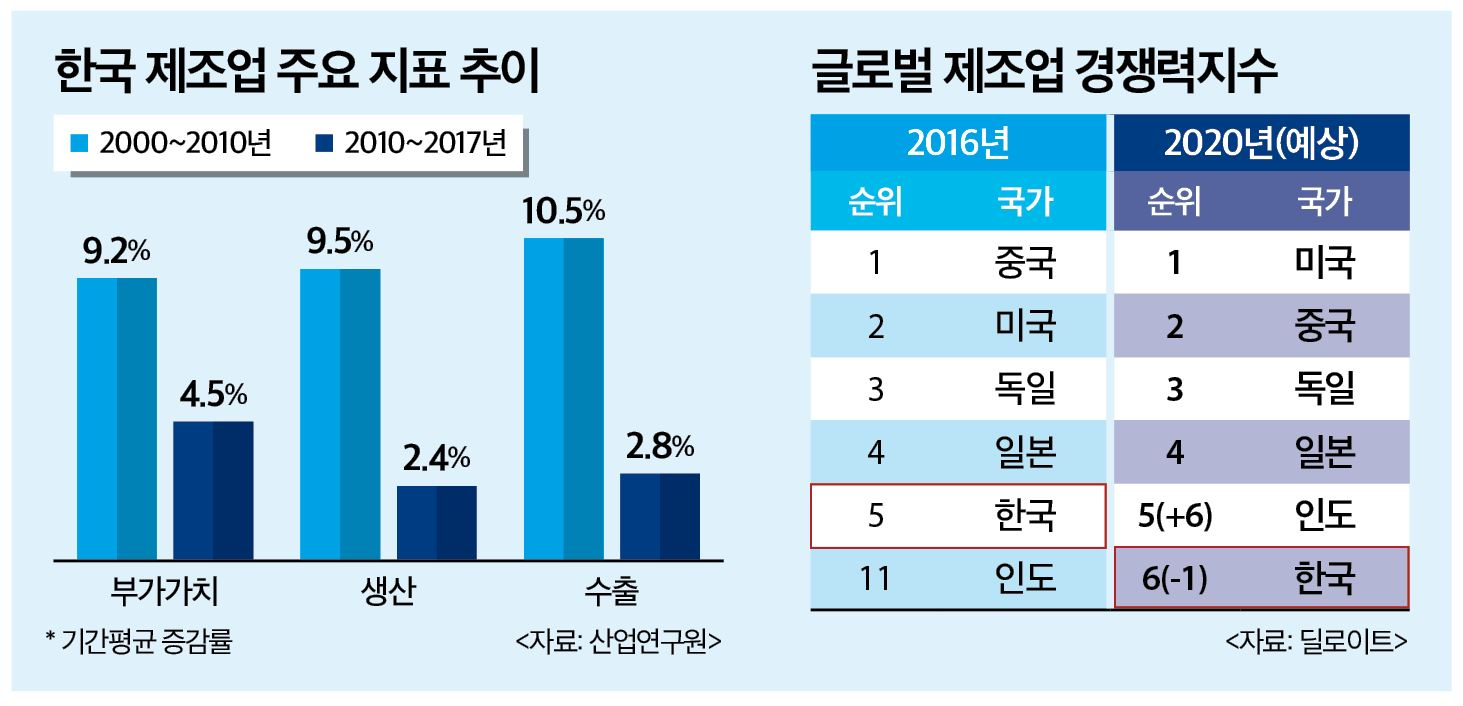 한국 제조업 주요 지표 추이
2000~2010년 2010~2017년
9.2% 4.5% 9.5% 2.4% 10.5% 2.8%
부가가치 생산 수출
* 기간평균 증감률 <자료: 산업연구원>
글로벌 제조업 경쟁력지수
2016년 2020년(예상)
순위 국가 순위 국가
1 중국 1 미국
2 미국 2 중국
3 독일 3 독일
4 일본 4 일본
5 한국 5(+6) 인도
11 인도 6(-1) 한국
<자료: 딜로이트>